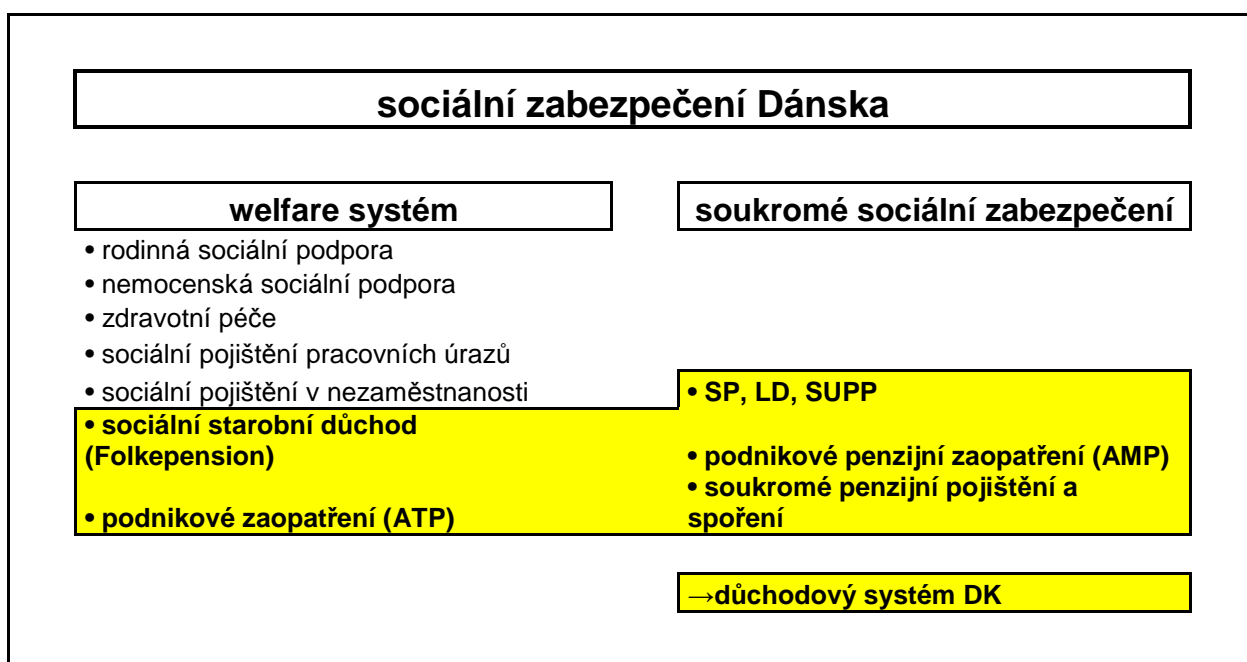 sociální zabezpečení Dánska
welfare systém
• rodinná sociální podpora
• nemocenská sociální podpora
• zdravotní péče
• sociální pojištění pracovních úrazů
• sociální pojištění v nezaměstnanosti
• sociální starobní důchod
(Folkepension)
• podnikové zaopatření (ATP)
soukromé sociální zabezpečení
• SP, LD, SUPP
• podnikové penzijní zaopatření (AMP)
• soukromé penzijní pojištění a
spoření
→důchodový systém DK